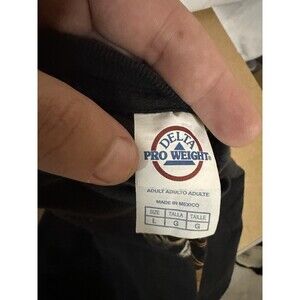 DELTA
PRO WEIGHT®
ADULT ADULTO ADULTE
MADE IN MEXICO
SIZE TALLA TAILLE
L G G